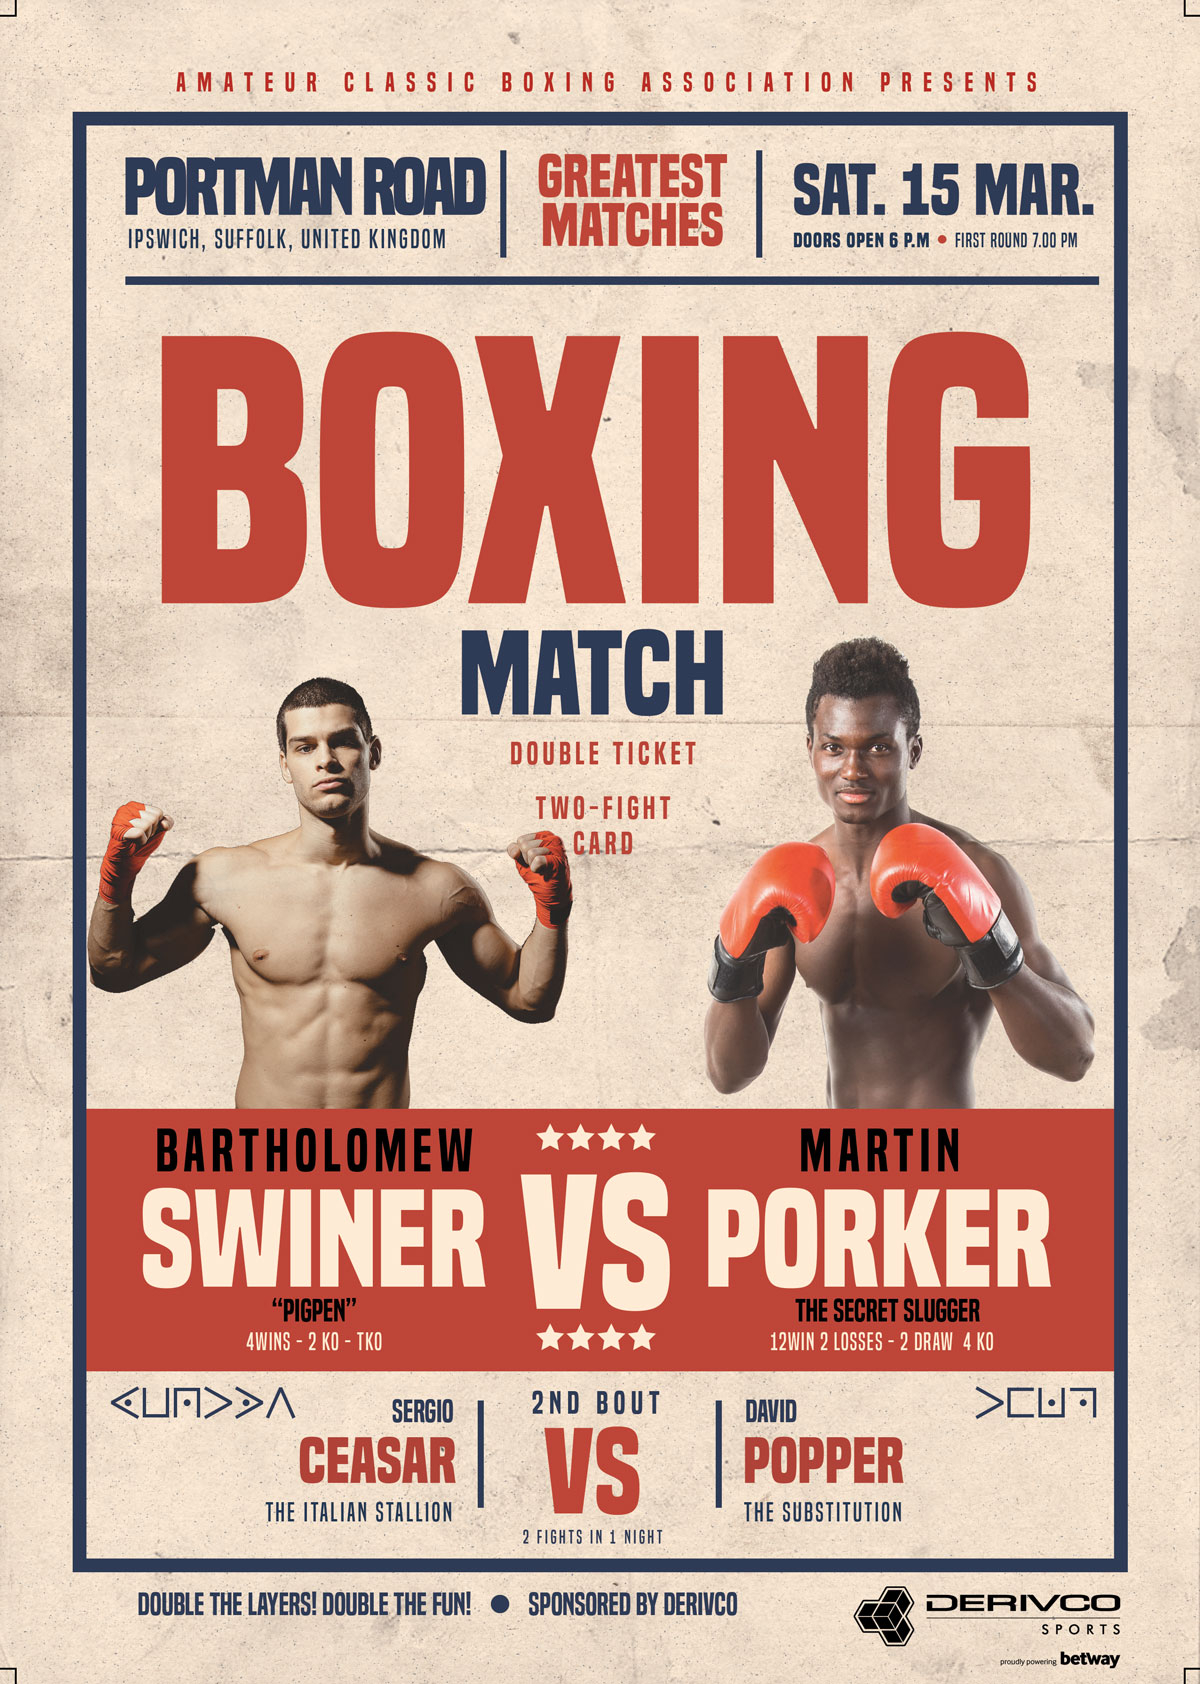 AMATEUR CLASSIC BOXING ASSOCIATION PRESENTS
PORTMAN ROAD
IPSWICH, SUFFOLK, UNITED KINGDOM
GREATEST
MATCHES
SAT. 15 MAR.
DOORS OPEN 6 P.M • FIRST ROUND 7.00 PM
BOXING
MATCH
DOUBLE TICKET
TWO-FIGHT
CARD
BARTHOLOMEW
SWINER
“PIGPEN”
4WINS - 2 KO - TKO
VS
MARTIN
PORKER
THE SECRET SLUGGER
12WIN 2 LOSSES - 2 DRAW 4 KO
SERGIO
CEASAR
THE ITALIAN STALLION
2ND BOUT
VS
2 FIGHTS IN 1 NIGHT
DAVID
POPPER
THE SUBSTITUTION
DOUBLE THE LAYERS! DOUBLE THE FUN! ● SPONSORED BY DERIVCO
DERIVCO
SPORTS
proudly powering betway